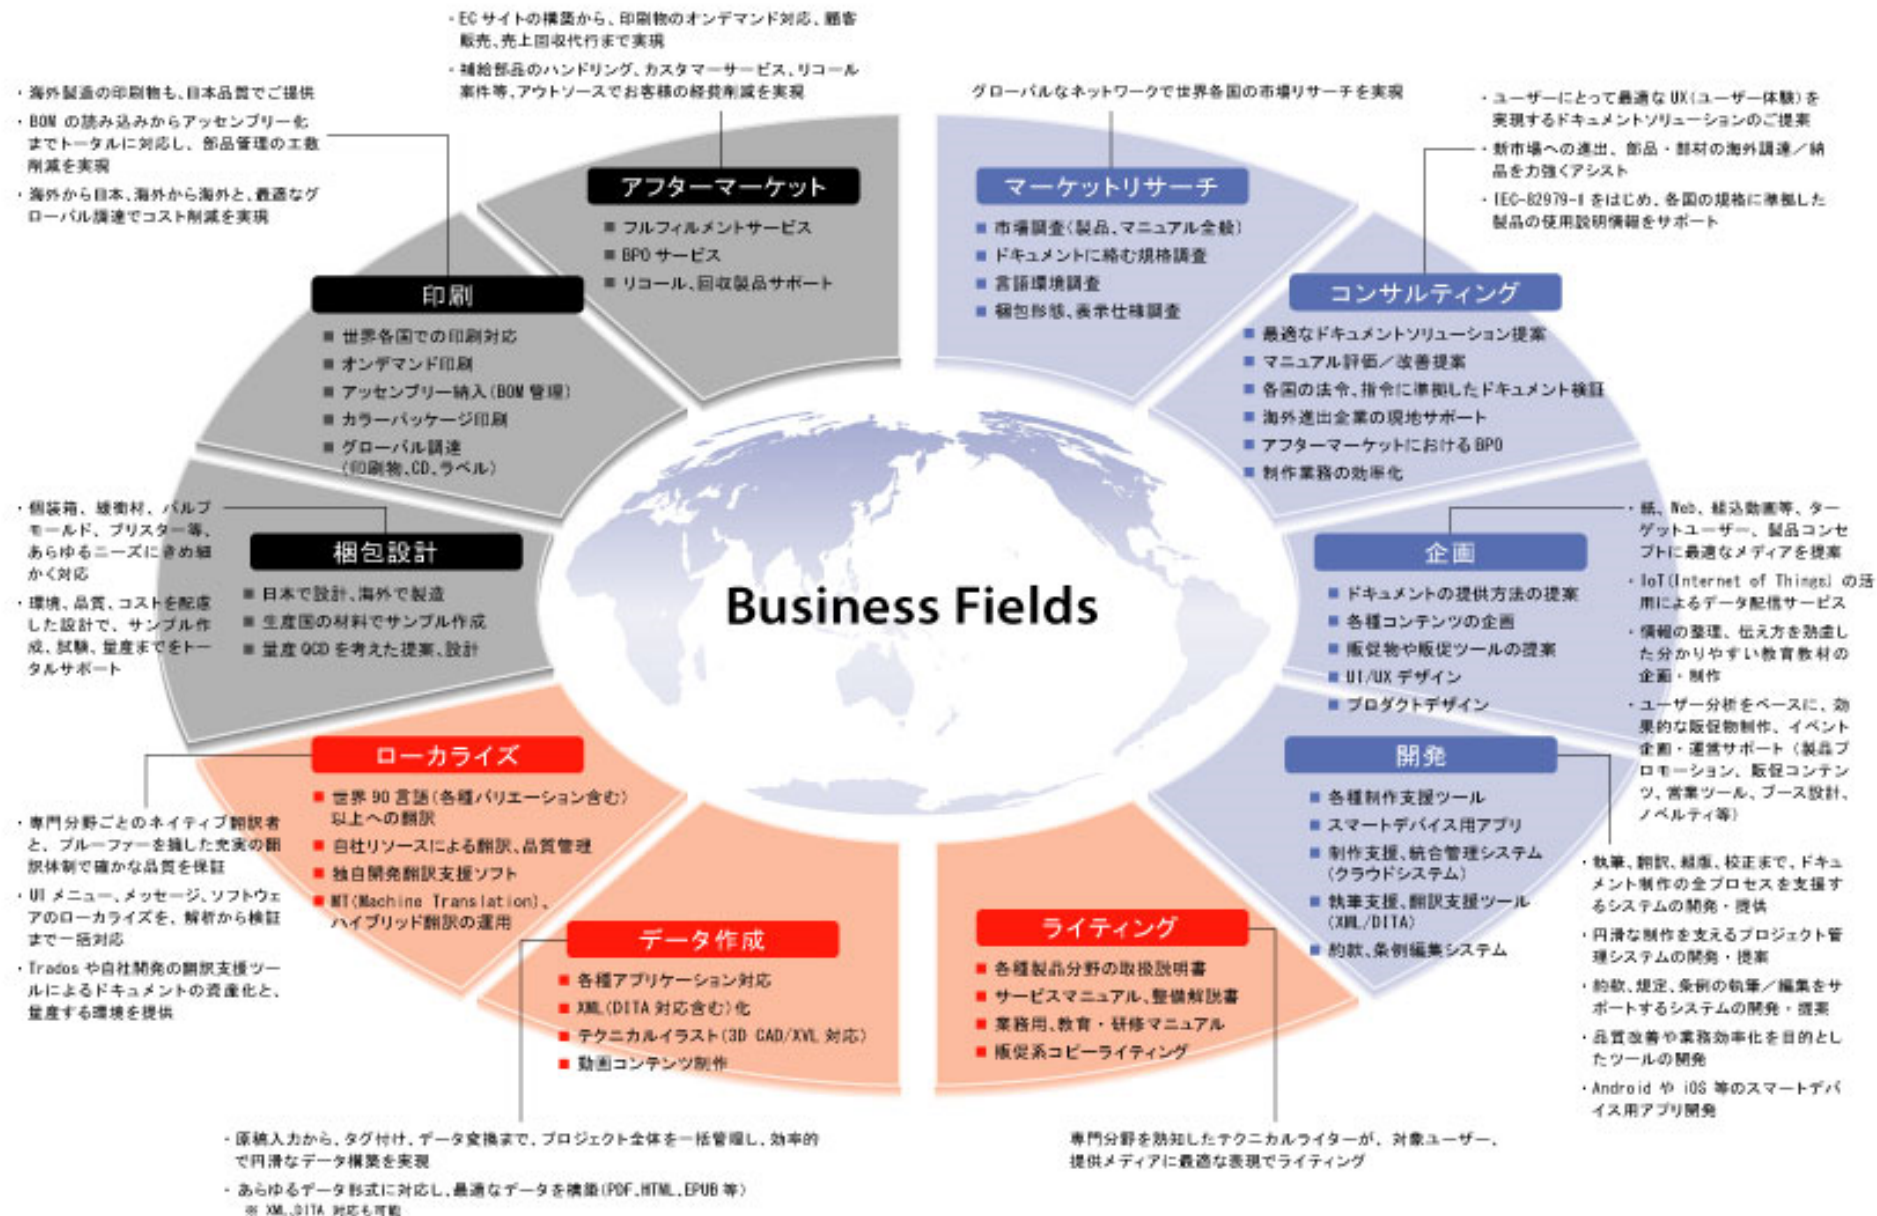 ・ECサイトの構築から、印刷物のオンデマンド対応、顧客
販売、売上回収代行まで実現
・補給部品のハンドリング、カスタマーサービス、リコール
案件等、アウトソースでお客様の経費削減を実現
アフターマーケット
■ フルフィルメントサービス
■ BPOサービス
■ リコール、回収製品サポート
グローバルなネットワークで世界各国の市場リサーチを実現
マーケットリサーチ
■ 市場調査(製品、マニュアル全般)
■ ドキュメントに絡む規格調査
■ 言語環境調査
■ 梱包形態、表示仕様調査
・ユーザーにとって最適なUX(ユーザー体験)を
実現するドキュメントソリューションのご提案
・新市場への進出、部品・部材の海外調達/納
品を力強くアシスト
・IEC-82979-1をはじめ、各国の規格に準拠した
製品の使用説明情報をサポート
コンサルティング
■ 最適なドキュメントソリューション提案
■ マニュアル評価/改善提案
■ 各国の法令、指令に準拠したドキュメント検証
■ 海外進出企業の現地サポート
■ アフターマーケットにおけるBPO
■ 制作業務の効率化
・紙、Web、組込動画等、ター
ゲットユーザー、製品コンセ
プトに最適なメディアを提案
・IoT(Internet of Things)の活
用によるデータ配信サービス
・情報の整理、伝え方を熟慮し
た分かりやすい教育教材の
企画・制作
・ユーザー分析をベースに、効
果的な販促物制作、イベント
企画・運営サポート(製品プ
ロモーション、販促コンテン
ツ、営業ツール、ブース設計、
ノベルティ等)
企画
■ ドキュメントの提供方法の提案
■ 各種コンテンツの企画
■ 販促物や販促ツールの提案
■ UI/UXデザイン
■ プロダクトデザイン
開発
■ 各種制作支援ツール
■ スマートデバイス用アプリ
■ 制作支援、統合管理システム
(クラウドシステム)
■ 執筆支援、翻訳支援ツール
(XML/DITA)
■ 約款、条例編集システム
・執筆、翻訳、組版、校正まで、ドキュ
メント制作の全プロセスを支援す
るシステムの開発・提供
・円滑な制作を支えるプロジェクト管
理システムの開発・提案
・約款、規定、条例の執筆/編集をサ
ポートするシステムの開発・提案
・品質改善や業務効率化を目的とし
たツールの開発
・Androidや iOS 等のスマートデバ
イス用アプリ開発
ライティング
■ 各種製品分野の取扱説明書
■ サービスマニュアル、整備解説書
■ 業務用、教育・研修マニュアル
■ 販促系コピーライティング
専門分野を熟知したテクニカルライターが、対象ユーザー、
提供メディアに最適な表現でライティング
データ作成
■ 各種アプリケーション対応
■ XML(DITA対応含む)化
■ テクニカルイラスト(3D CAD/XVL 対応)
■ 動画コンテンツ制作
・原稿入力から、タグ付け、データ変換まで、プロジェクト全体を一括管理し、効率的
で円滑なデータ構築を実現
・あらゆるデータ形式に対応し、最適なデータを構築(PDF、HTML、EPUB等)
※ XML、DITA 対応も可能
ローカライズ
■ 世界90言語(各種バリエーション含む)
以上への翻訳
■ 自社リソースによる翻訳、品質管理
■ 独自開発翻訳支援ソフト
■ MT(Machine Translation)、
ハイブリッド翻訳の運用
・専門分野ごとのネイティブ翻訳者
と、プルーファーを擁した充実の翻
訳体制で確かな品質を保証
・UIメニュー、メッセージ、ソフトウェ
アのローカライズを、解析から検証
まで一括対応
・Tradosや自社開発の翻訳支援ツー
ルによるドキュメントの資産化と、
量産する環境を提供
梱包設計
■ 日本で設計、海外で製造
■ 生産国の材料でサンプル作成
■ 量産QCDを考えた提案、設計
・個装箱、緩衝材、パルプ
モールド、ブリスター等、
あらゆるニーズにきめ細
かく対応
・環境、品質、コストを配慮
した設計で、サンプル作
成、試験、量産までをトー
タルサポート
印刷
■ 世界各国での印刷対応
■ オンデマンド印刷
■ アッセンブリー納入(BOM管理)
■ カラーパッケージ印刷
■ グローバル調達
(印刷物、CD、ラベル)
・海外製造の印刷物も、日本品質でご提供
・BOMの読み込みからアッセンブリー化
までトータルに対応し、部品管理の工数
削減を実現
・海外から日本、海外から海外と、最適なグ
ローバル調達でコスト削減を実現
Business Fields